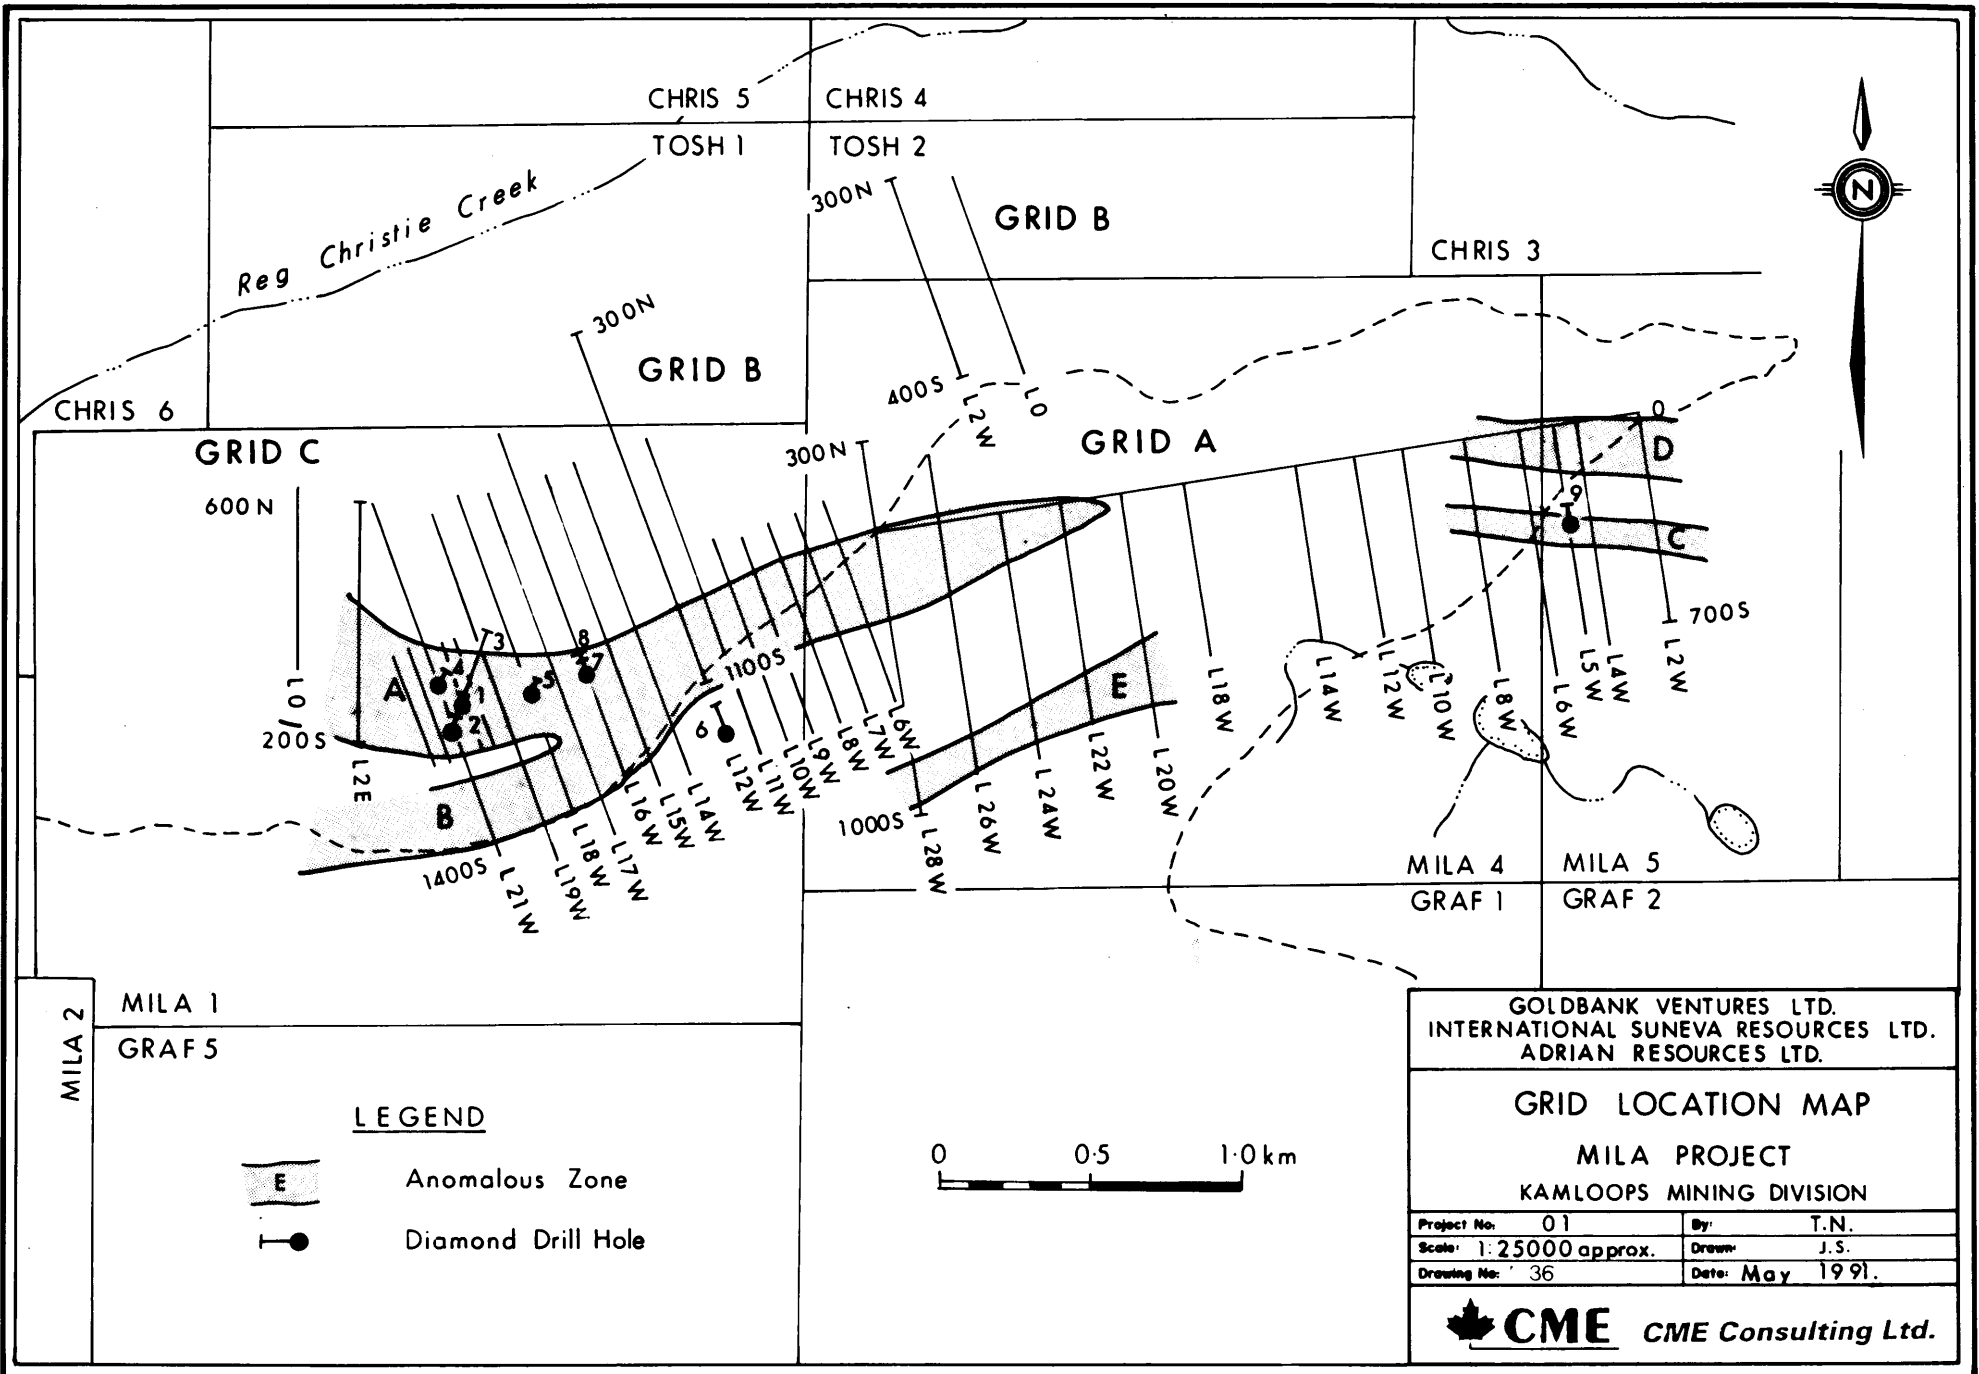 CHRIS 5
CHRIS 4
TOSH 1
TOSH 2
N
300N
GRID B
CHRIS 3
Reg Christie Creek
300N
GRID B
400S
L2W
L0
CHRIS 6
GRID C
300N
GRID A
0
D
600N
9
C
700S
3
8
4
7
1100S
A
1
5
2
6
E
L0/
200S
L2E
B
1400S
L21W
L19W
L18W
L17W
L16W
L15W
L14W
L12W
L11W
L10W
L9W
L8W
L7W
L6W
1000S
L28W
L26W
L24W
L22W
L20W
L18W
L14W
L12W
L10W
L8W
L6W
L5W
L4W
L2W
MILA 4
MILA 5
GRAF 1
GRAF 2
MILA 1
MILA 2
GRAF 5
LEGEND
E Anomalous Zone
Diamond Drill Hole
0 0·5 1·0 km
GOLDBANK VENTURES LTD.
INTERNATIONAL SUNEVA RESOURCES LTD.
ADRIAN RESOURCES LTD.
GRID LOCATION MAP
MILA PROJECT
KAMLOOPS MINING DIVISION
Project No: 01 By: T.N.
Scale: 1:25000 approx. Drawn: J.S.
Drawing No: 36 Date: May 1991.
CME CME Consulting Ltd.